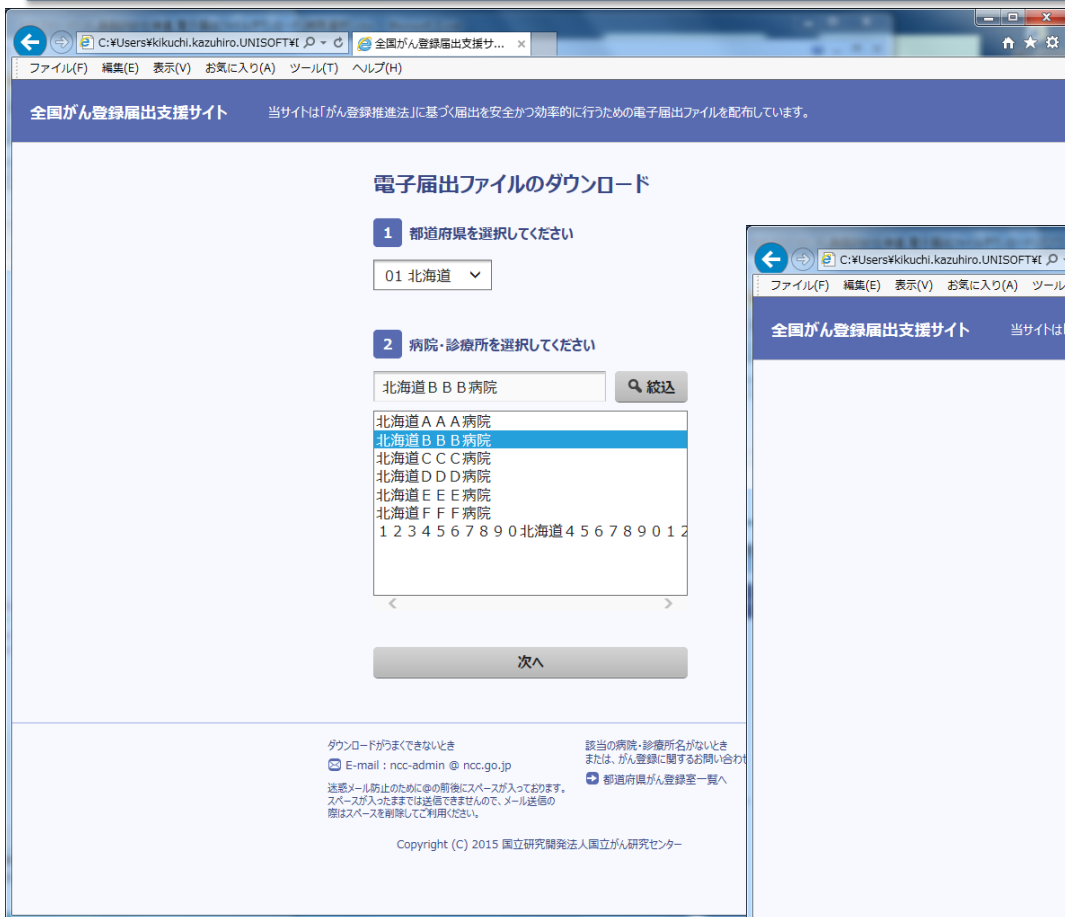 C:¥Users¥kikuchi.kazuhiro.UNISOFT¥[
全国がん登録届出支援サ...
ファイル(F) 編集(E) 表示(V) お気に入り(A) ツール(T) ヘルプ(H)
全国がん登録届出支援サイト
当サイトは「がん登録推進法」に基づく届出を安全かつ効率的に行うための電子届出ファイルを配布しています。
電子届出ファイルのダウンロード
1 都道府県を選択してください
01 北海道
2 病院・診療所を選択してください
北海道ＢＢＢ病院
絞込
北海道ＡＡＡ病院
北海道ＢＢＢ病院
北海道ＣＣＣ病院
北海道ＤＤＤ病院
北海道ＥＥＥ病院
北海道ＦＦＦ病院
１２３４５６７８９０北海道４５６７８９０１２
次へ
ダウンロードがうまくできないとき
E-mail : ncc-admin @ ncc.go.jp
迷惑メール防止のために@の前後にスペースが入っております。
スペースが入ったままでは送信できませんので、メール送信の
際はスペースを削除してご利用ください。
該当の病院・診療所名がないとき
または、がん登録に関するお問い合わせ
都道府県がん登録室一覧へ
Copyright (C) 2015 国立研究開発法人国立がん研究センター
C:¥Users¥kikuchi.kazuhiro.UNISOFT¥[
ファイル(F) 編集(E) 表示(V) お気に入り(A) ツール
全国がん登録届出支援サイト
当サイトは